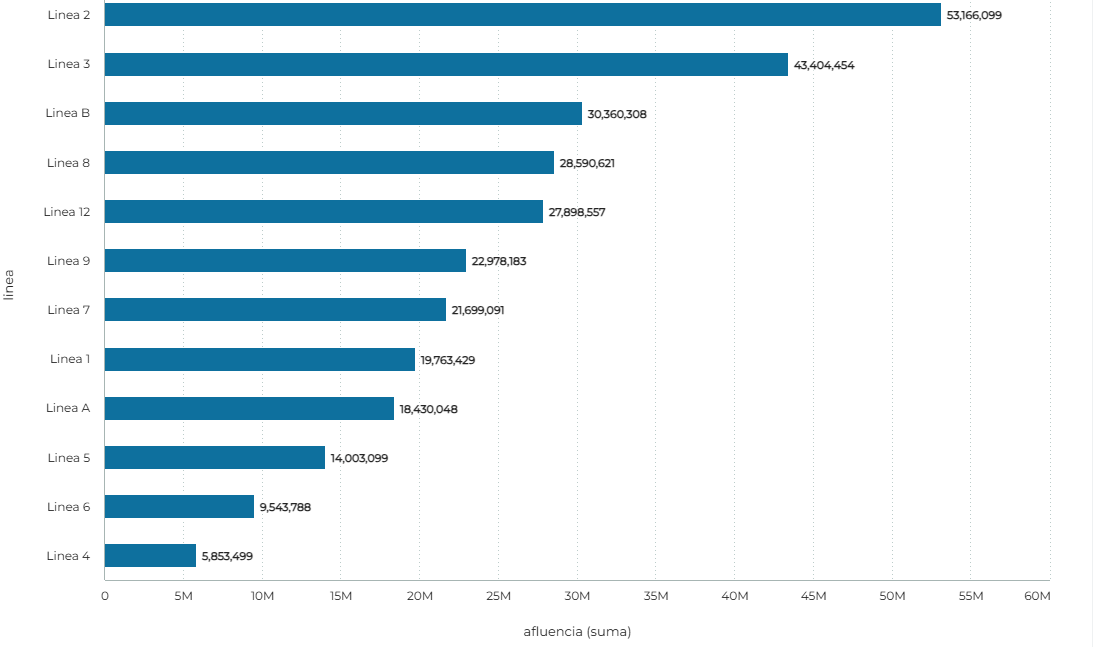 Linea 2 53,166,099
Linea 3 43,404,454
Linea B 30,360,308
Linea 8 28,590,621
Linea 12 27,898,557
Linea 9 22,978,183
linea
Linea 7 21,699,091
Linea 1 19,763,429
Linea A 18,430,048
Linea 5 14,003,099
Linea 6 9,543,788
Linea 4 5,853,499
0 5M 10M 15M 20M 25M 30M 35M 40M 45M 50M 55M 60M
afluencia (suma)